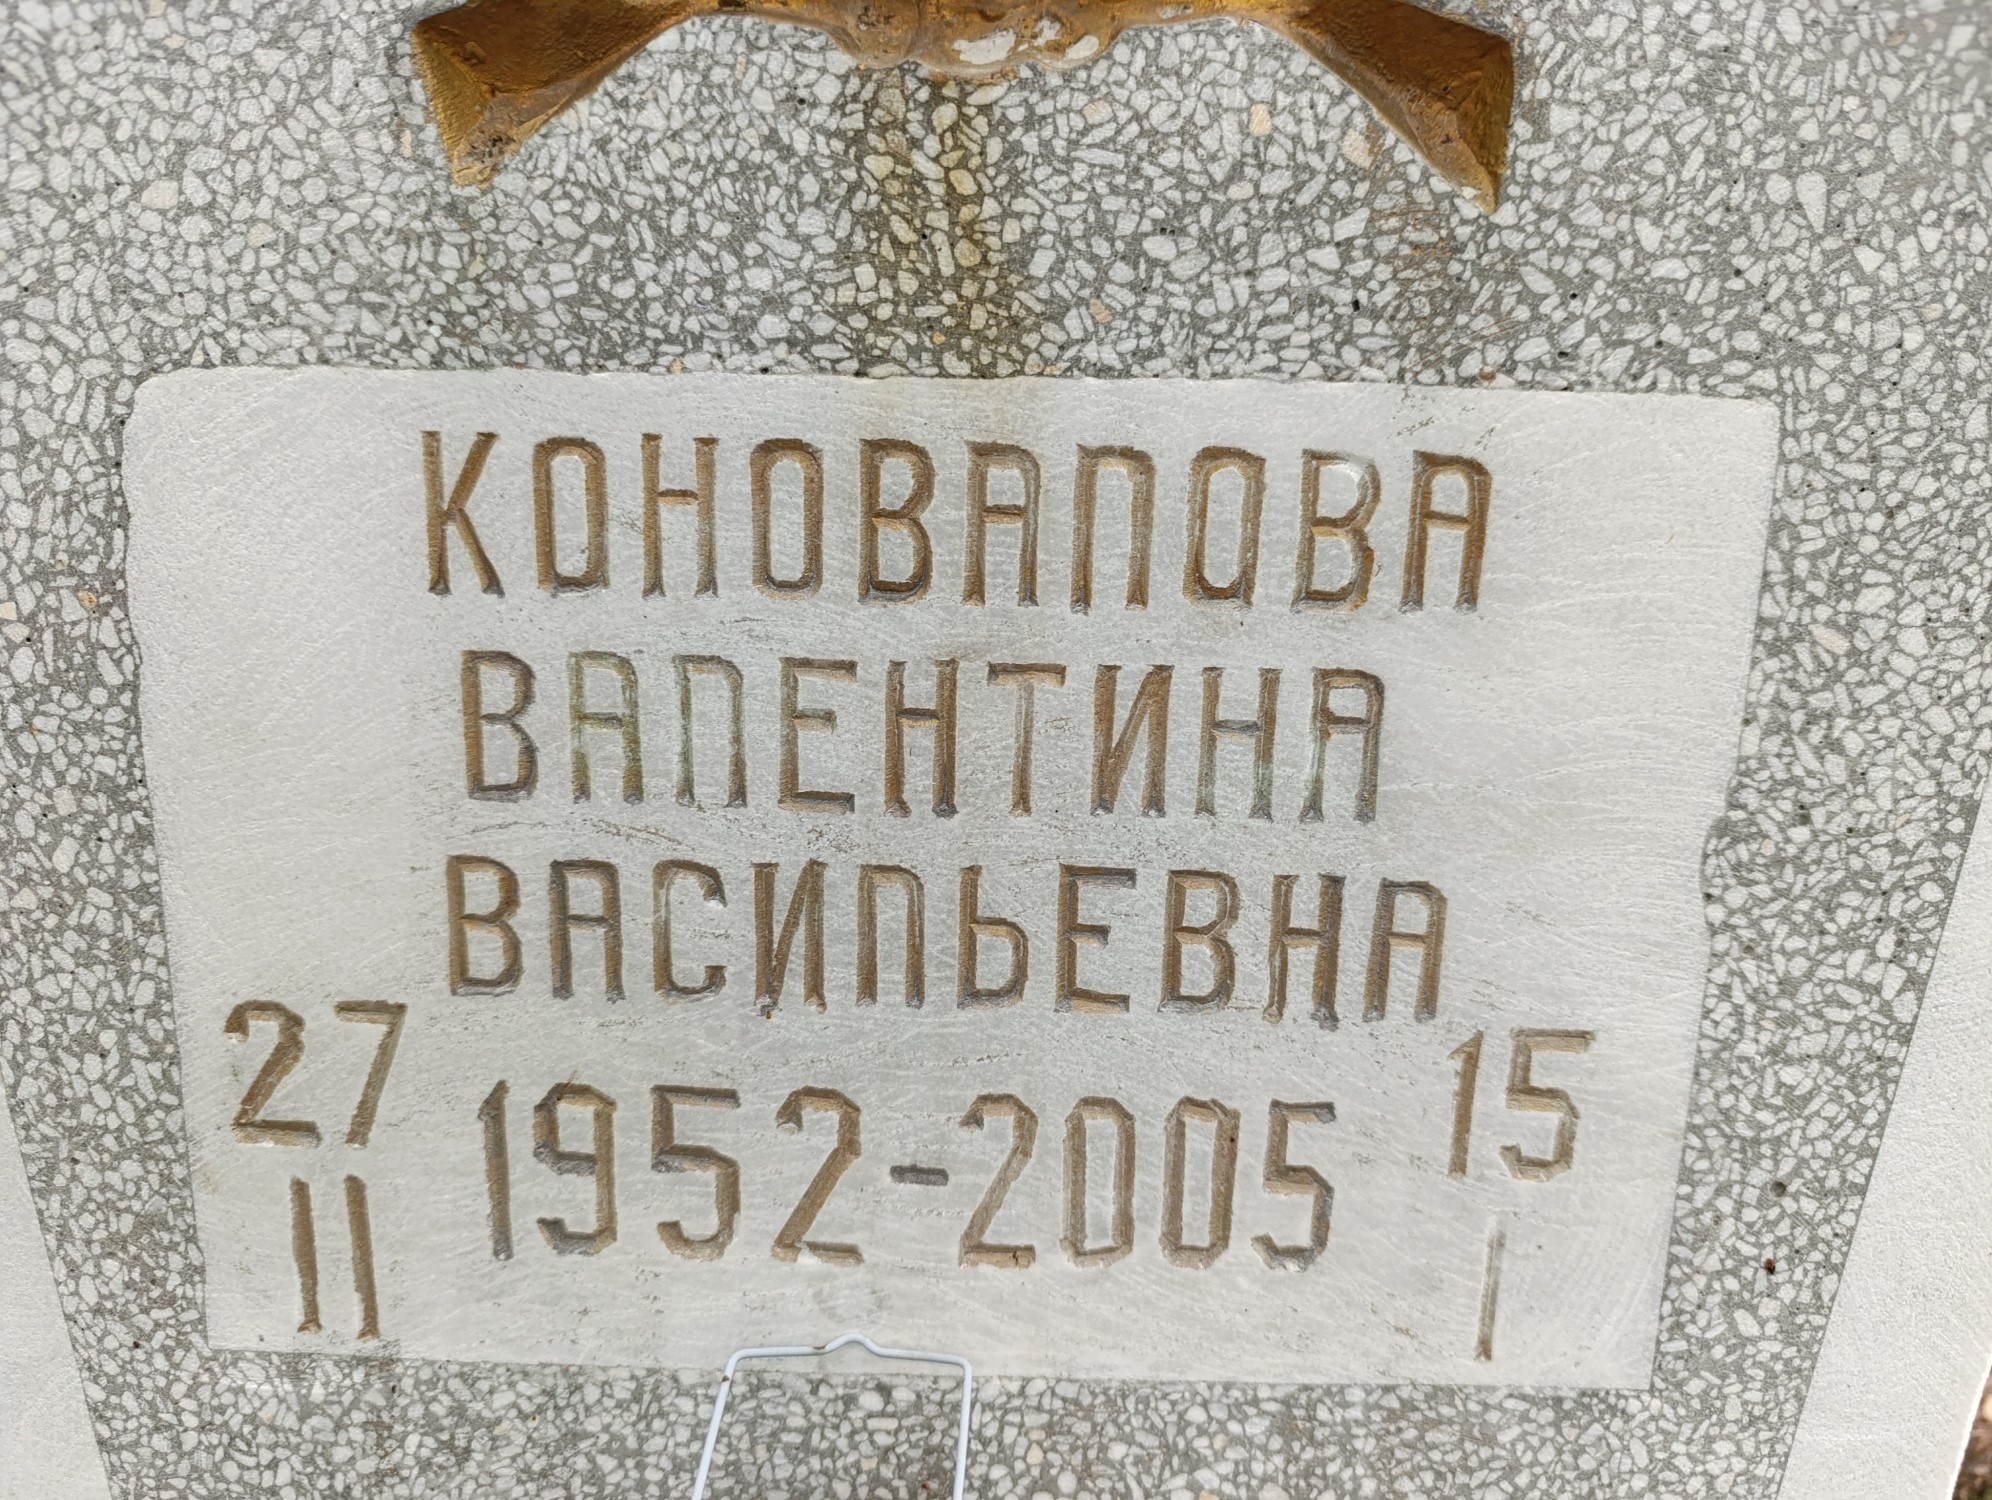 КОНОВАЛОВА
ВАЛЕНТИНА
ВАСИЛЬЕВНА
27 15
1952-2005
II I